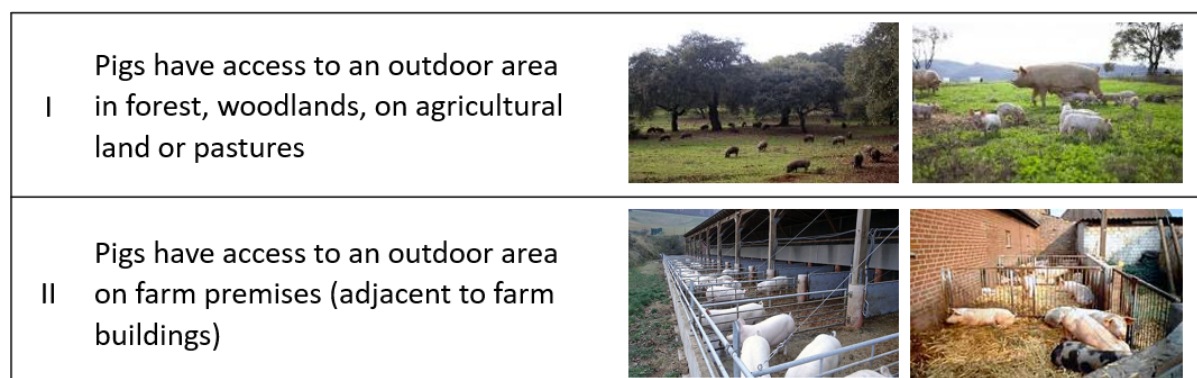 Pigs have access to an outdoor area
I in forest, woodlands, on agricultural
land or pastures
Pigs have access to an outdoor area
II on farm premises (adjacent to farm
buildings)